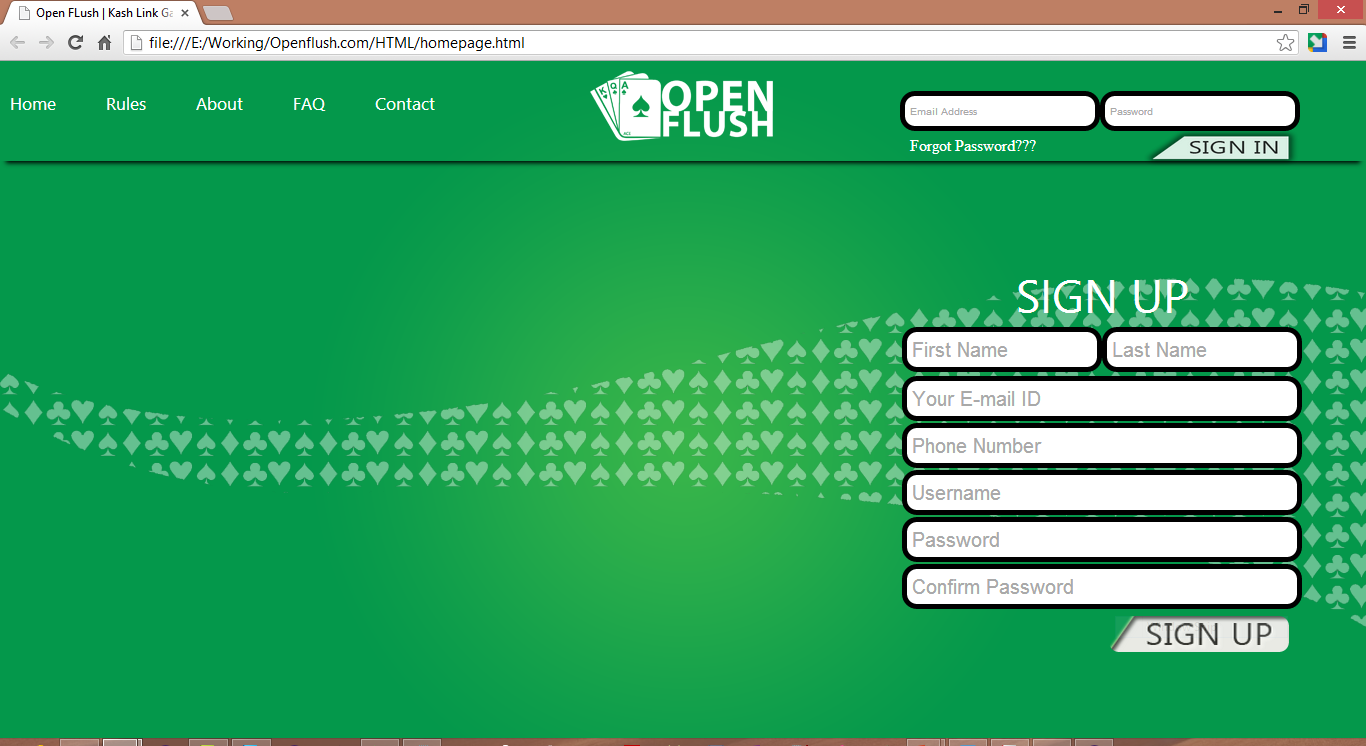 Open FLush | Kash Link Ga
file:///E:/Working/Openflush.com/HTML/homepage.html
Home Rules About FAQ Contact
K Q A
ACE
OPEN
FLUSH
Email Address Password
Forgot Password??? SIGN IN
SIGN UP
First Name Last Name
Your E-mail ID
Phone Number
Username
Password
Confirm Password
SIGN UP